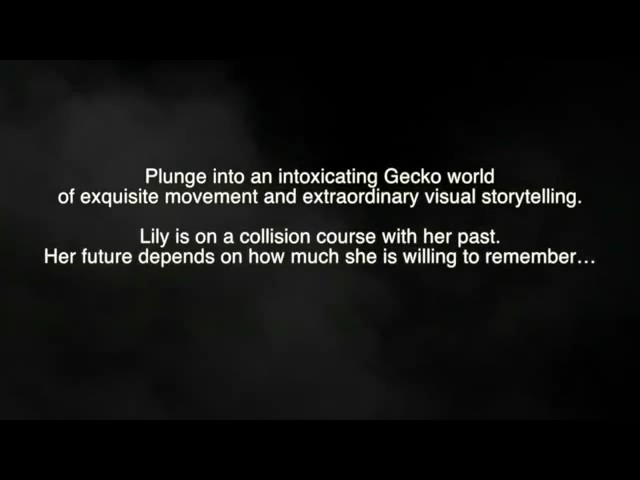 Plunge into an intoxicating Gecko world
of exquisite movement and extraordinary visual storytelling.
Lily is on a collision course with her past.
Her future depends on how much she is willing to remember…